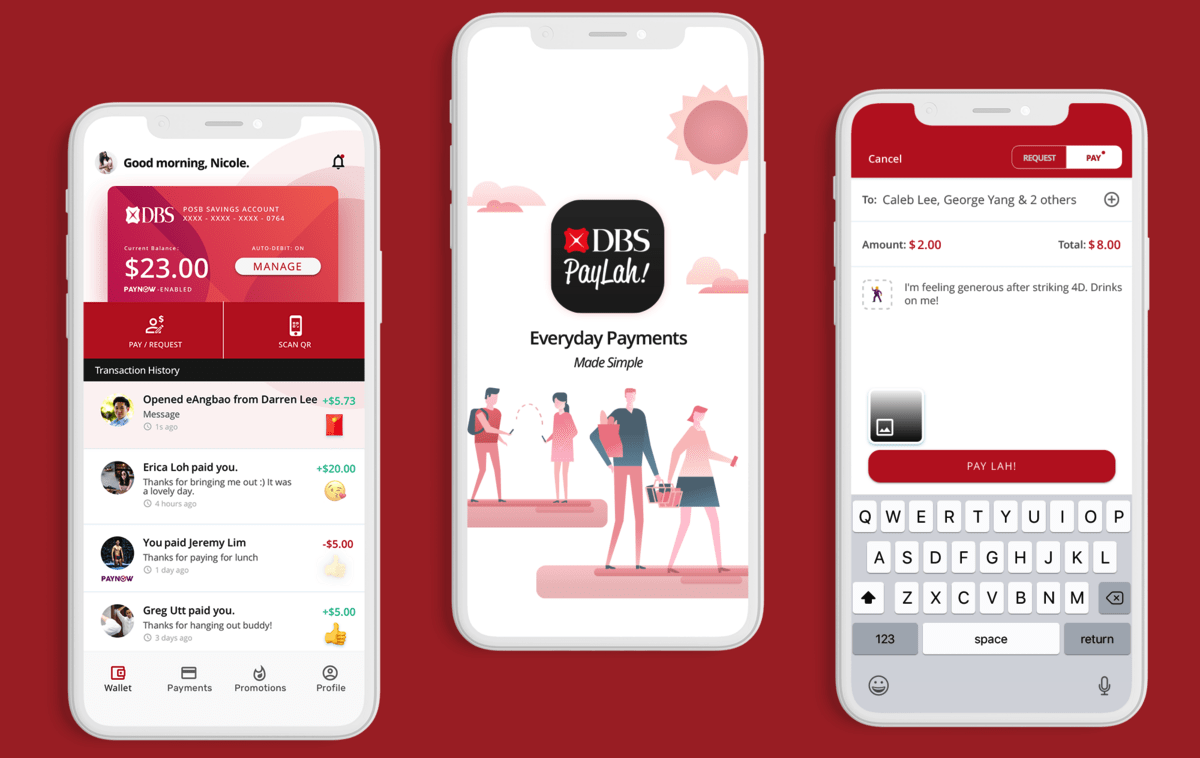 Good morning, Nicole.
DBS
POSB SAVINGS ACCOUNT
XXXX - XXXX - XXXX - 0764
Current Balance:
$23.00
PAYNOW-ENABLED
AUTO-DEBIT: ON
MANAGE
PAY / REQUEST
SCAN QR
Transaction History
Opened eAngbao from Darren Lee
+$5.73
Message
1s ago
Erica Loh paid you.
+$20.00
Thanks for bringing me out :) It was
a lovely day.
4 hours ago
You paid Jeremy Lim
-$5.00
Thanks for paying for lunch
1 day ago
PAYNOW
Greg Utt paid you.
+$5.00
Thanks for hanging out buddy!
3 days ago
Wallet
Payments
Promotions
Profile
DBS
PayLah!
Everyday Payments
Made Simple
Cancel
REQUEST
PAY
To: Caleb Lee, George Yang & 2 others
Amount: $2.00
Total: $8.00
I'm feeling generous after striking 4D. Drinks
on me!
PAY LAH!
Q W E R T Y U I O P
A S D F G H J K L
Z X C V B N M
123
space
return